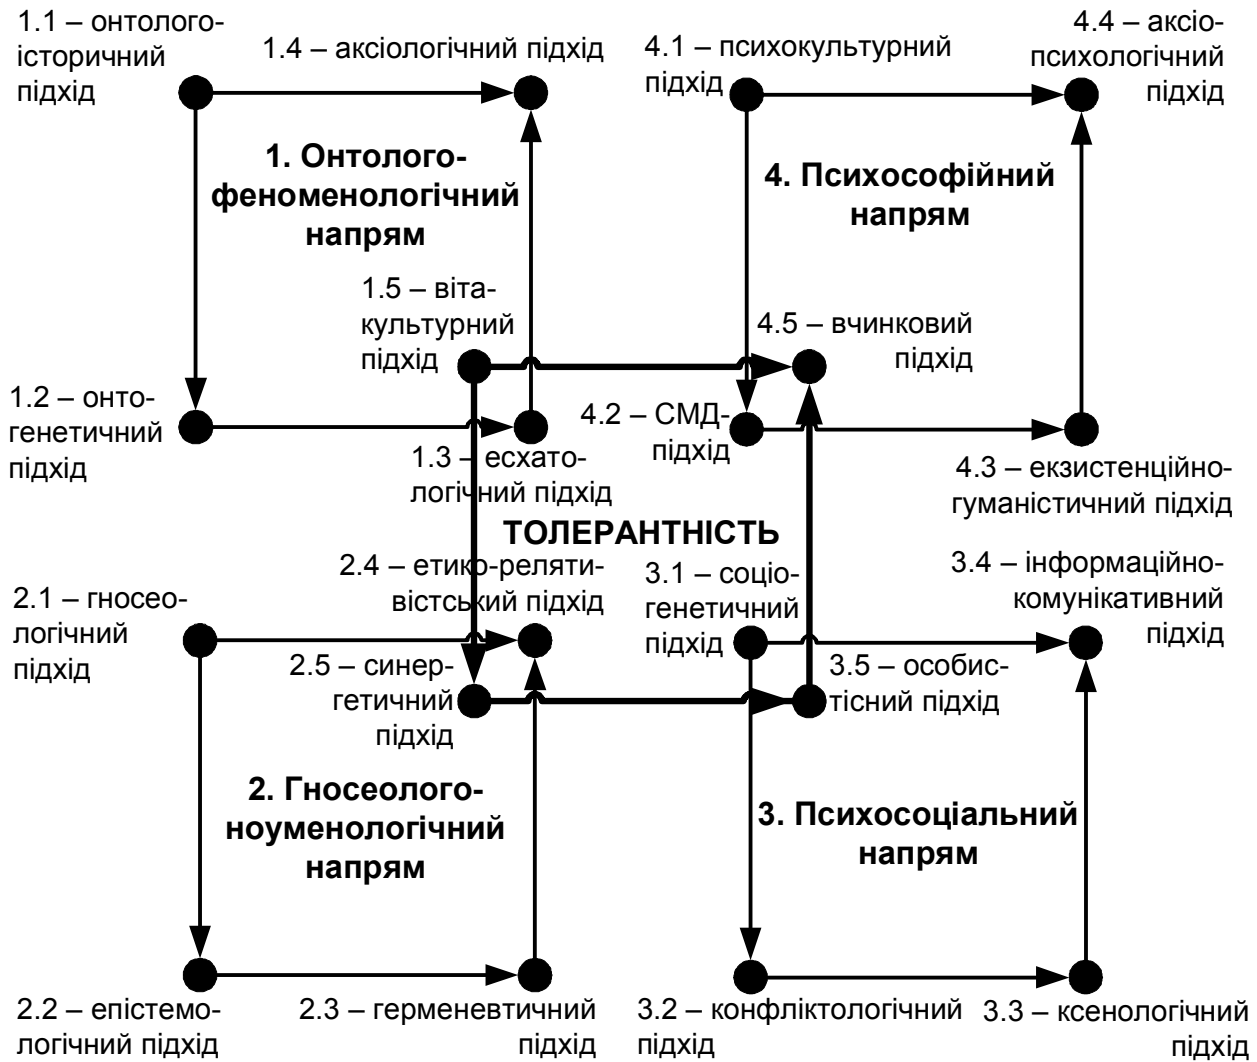 1.1 – онтолого-
історичний
підхід
1.4 – аксіологічний підхід
1. Онтолого-
феноменологічний
напрям
1.5 – віта-
культурний
підхід
1.2 – онто-
генетичний
підхід
1.3 – есхато-
логічний підхід
4.1 – психокультурний
підхід
4.4 – аксіо-
психологічний
підхід
4. Психософійний
напрям
4.5 – вчинковий
підхід
4.2 – СМД-
підхід
4.3 – екзистенційно-
гуманістичний підхід
ТОЛЕРАНТНІСТЬ
2.1 – гносео-
логічний
підхід
2.4 – етико-реляти-
вістський підхід
2.5 – синер-
гетичний
підхід
2. Гносеолого-
ноуменологічний
напрям
2.2 – епістемо-
логічний підхід
2.3 – герменевтичний
підхід
3.1 – соціо-
генетичний
підхід
3.4 – інформаційно-
комунікативний
підхід
3.5 – особис-
тісний підхід
3. Психосоціальний
напрям
3.2 – конфліктологічний
підхід
3.3 – ксенологічний
підхід